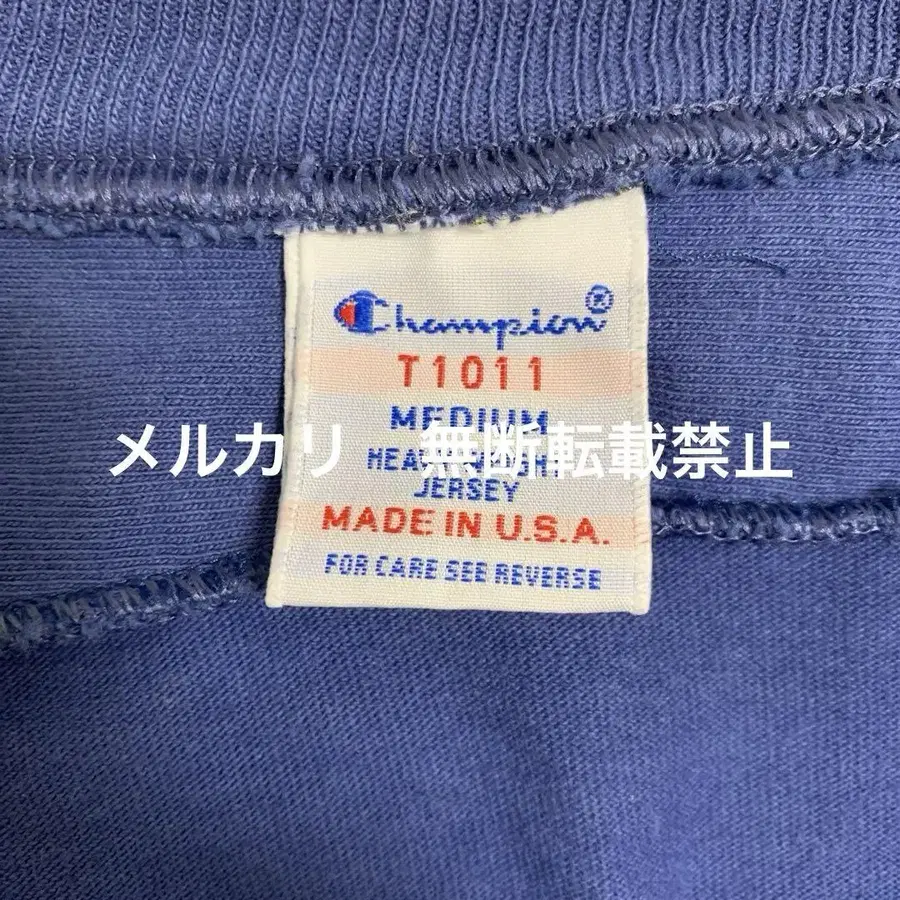 Champion®
T1011
MEDIUM
メルカリ 無断転載禁止
JERSEY
MADE IN U.S.A.
FOR CARE SEE REVERSE